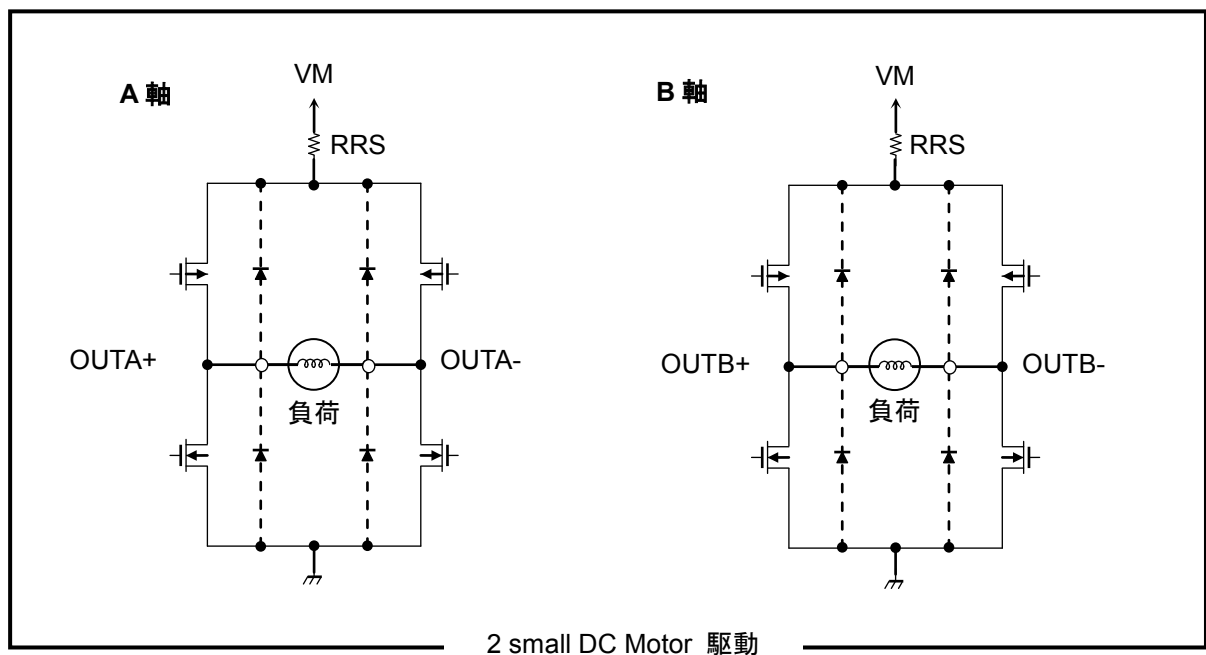 A 軸
VM
RRS
OUTA+
OUTA-
負荷
B 軸
VM
RRS
OUTB+
OUTB-
負荷
2 small DC Motor 駆動